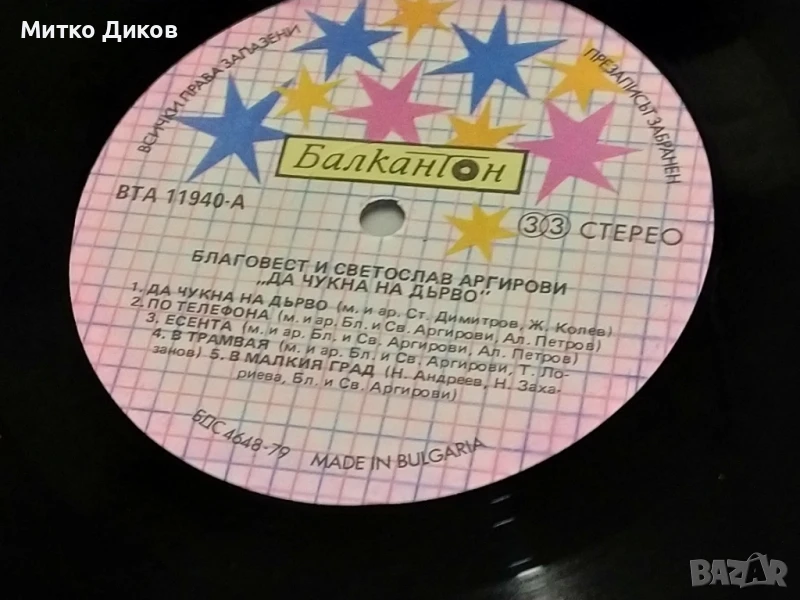 Митко Диков
ВСИЧКИ ПРАВА ЗАПАЗЕНИ
ПРЕЗАПИСЪТ ЗАБРАНЕН
Балкантон
ВТА 11940-А
33 СТЕРЕО
БЛАГОВЕСТ И СВЕТОСЛАВ АРГИРОВИ
„ДА ЧУКНА НА ДЪРВО"
1. ДА ЧУКНА НА ДЪРВО (м. и ар. Ст. Димитров, Ж. Колев)
2. ПО ТЕЛЕФОНА (м. и ар. Бл. и Св. Аргирови, Ал. Петров)
3. ЕСЕНТА (м. и ар. Бл. и Св. Аргирови, Ал. Петров)
4. В ТРАМВАЯ (м. и ар. Бл. и Св. Аргирови, Т. Ло-
занов) 5. В МАЛКИЯ ГРАД (Н. Андреев, Н. Заха-
риева, Бл. и Св. Аргирови)
БДС 4648-79
MADE IN BULGARIA
BAZAR